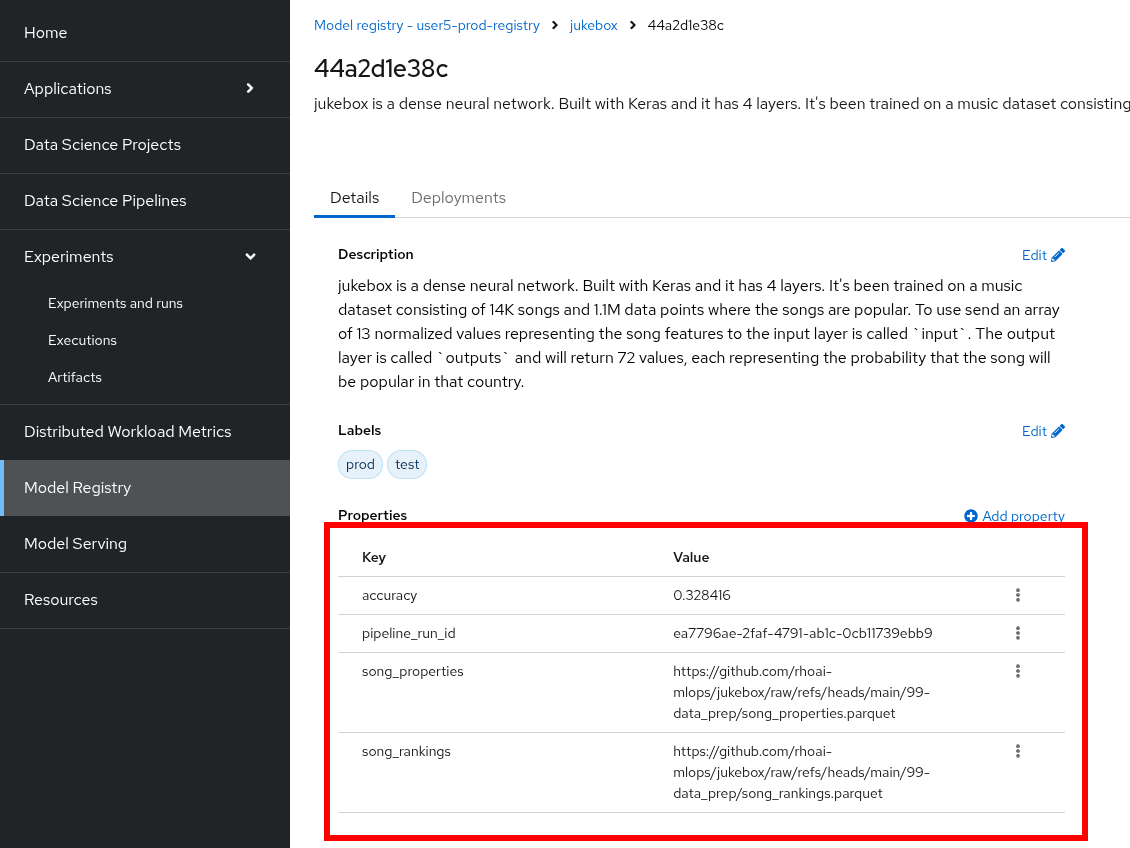 Home
Applications
Data Science Projects
Data Science Pipelines
Experiments
Experiments and runs
Executions
Artifacts
Distributed Workload Metrics
Model Registry
Model Serving
Resources
Model registry - user5-prod-registry > jukebox > 44a2d1e38c
44a2d1e38c
jukebox is a dense neural network. Built with Keras and it has 4 layers. It's been trained on a music dataset consisting
Details Deployments
Description Edit
jukebox is a dense neural network. Built with Keras and it has 4 layers. It's been trained on a music
dataset consisting of 14K songs and 1.1M data points where the songs are popular. To use send an array
of 13 normalized values representing the song features to the input layer is called `input`. The output
layer is called `outputs` and will return 72 values, each representing the probability that the song will
be popular in that country.
Labels Edit
prod test
Properties Add property
Key Value
accuracy 0.328416
pipeline_run_id ea7796ae-2faf-4791-ab1c-0cb11739ebb9
song_properties https://github.com/rhoai-
mlops/jukebox/raw/refs/heads/main/99-
data_prep/song_properties.parquet
song_rankings https://github.com/rhoai-
mlops/jukebox/raw/refs/heads/main/99-
data_prep/song_rankings.parquet